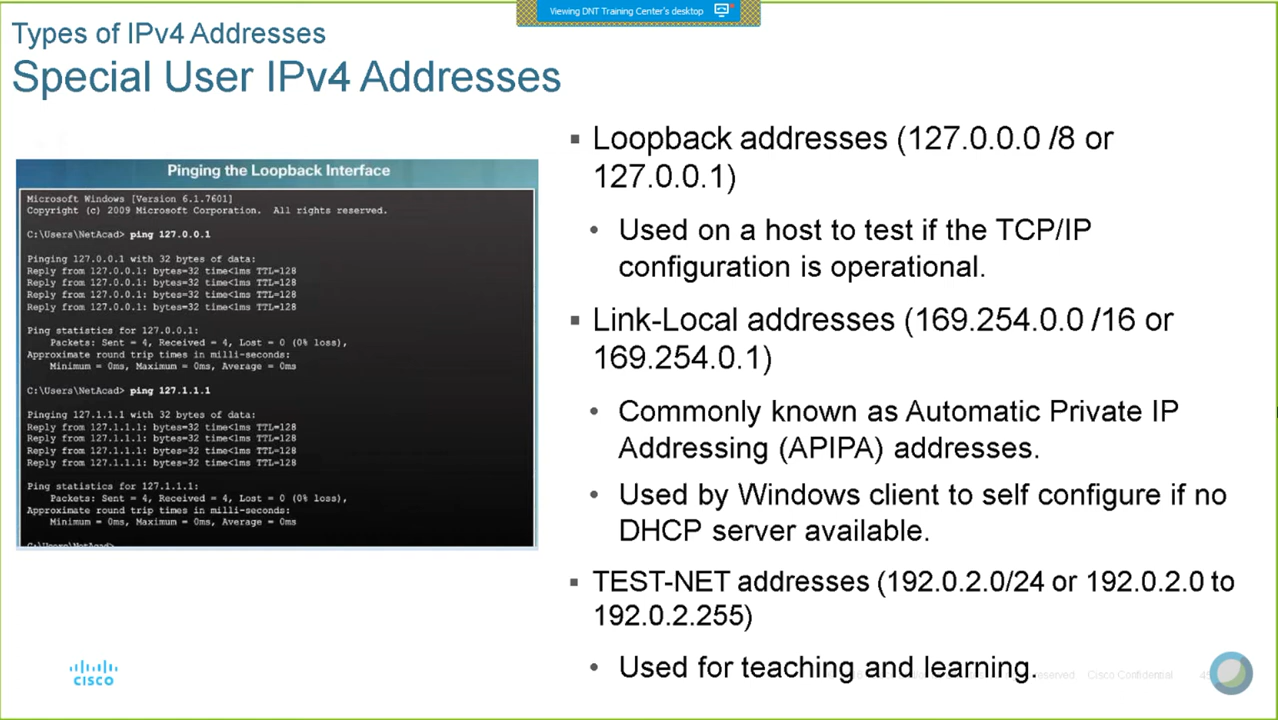 Viewing DNT Training Center's desktop
Types of IPv4 Addresses
Special User IPv4 Addresses
Pinging the Loopback Interface
Microsoft Windows [Version 6.1.7601]
Copyright (c) 2009 Microsoft Corporation. All rights reserved.
C:\Users\NetAcad> ping 127.0.0.1
Pinging 127.0.0.1 with 32 bytes of data:
Reply from 127.0.0.1: bytes=32 time<1ms TTL=128
Reply from 127.0.0.1: bytes=32 time<1ms TTL=128
Reply from 127.0.0.1: bytes=32 time<1ms TTL=128
Reply from 127.0.0.1: bytes=32 time<1ms TTL=128
Ping statistics for 127.0.0.1:
Packets: Sent = 4, Received = 4, Lost = 0 (0% loss),
Approximate round trip times in milli-seconds:
Minimum = 0ms, Maximum = 0ms, Average = 0ms
C:\Users\NetAcad> ping 127.1.1.1
Pinging 127.1.1.1 with 32 bytes of data:
Reply from 127.1.1.1: bytes=32 time<1ms TTL=128
Reply from 127.1.1.1: bytes=32 time<1ms TTL=128
Reply from 127.1.1.1: bytes=32 time<1ms TTL=128
Reply from 127.1.1.1: bytes=32 time<1ms TTL=128
Ping statistics for 127.1.1.1:
Packets: Sent = 4, Received = 4, Lost = 0 (0% loss),
Approximate round trip times in milli-seconds:
Minimum = 0ms, Maximum = 0ms, Average = 0ms
C:\Users\NetAcad>
▪ Loopback addresses (127.0.0.0 /8 or
127.0.0.1)
• Used on a host to test if the TCP/IP
configuration is operational.
▪ Link-Local addresses (169.254.0.0 /16 or
169.254.0.1)
• Commonly known as Automatic Private IP
Addressing (APIPA) addresses.
• Used by Windows client to self configure if no
DHCP server available.
▪ TEST-NET addresses (192.0.2.0/24 or 192.0.2.0 to
192.0.2.255)
• Used for teaching and learning.
CISCO
reserved. Cisco Confidential